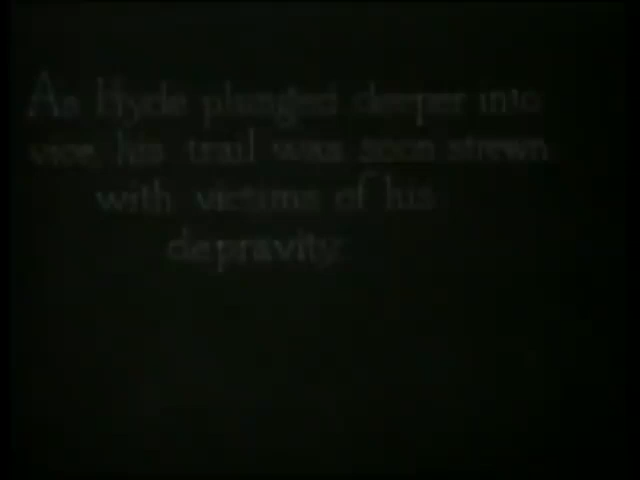 As Hyde plunged deeper into
vice, his trail was soon strewn
with victims of his
depravity.